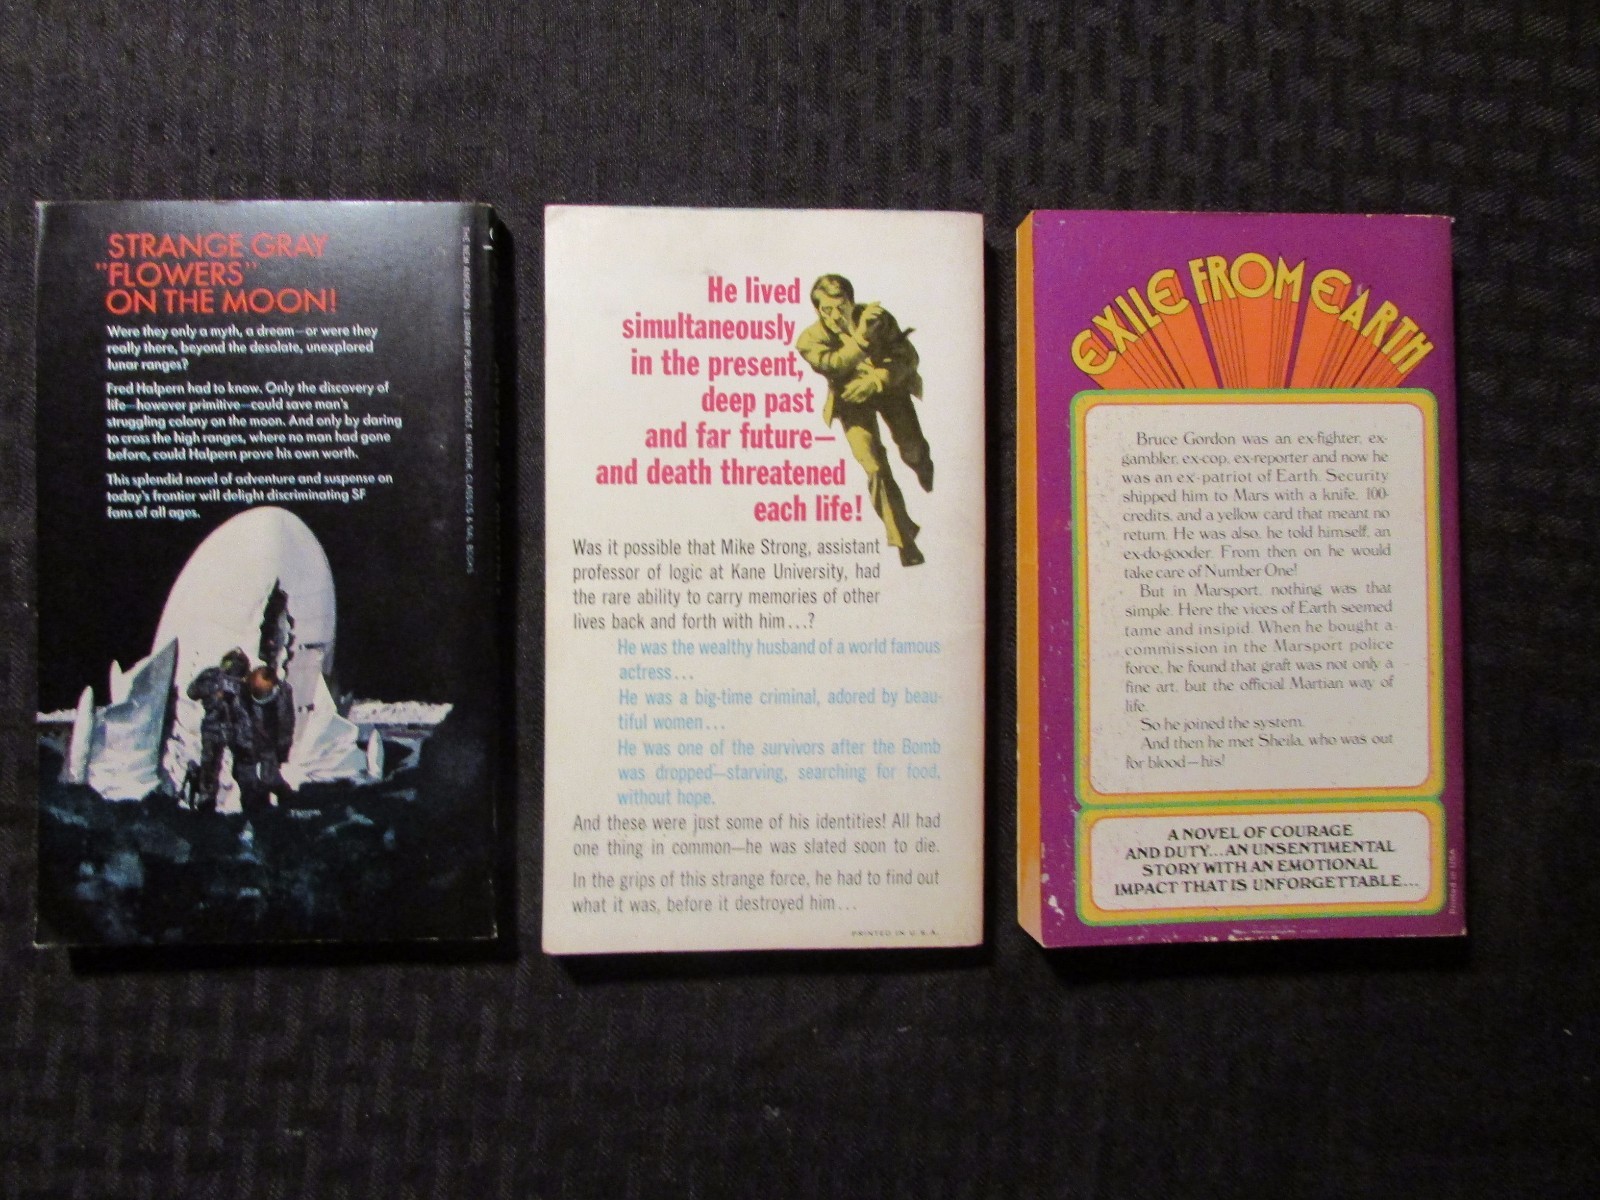 STRANGE GRAY
"FLOWERS"
ON THE MOON!
Were they only a myth, a dream—or were they
really there, beyond the desolate, unexplored
lunar ranges?
Fred Halpern had to know. Only the discovery of
life—however primitive—could save man's
struggling colony on the moon. And only by daring
to cross the high ranges, where no man had gone
before, could Halpern prove his own worth.
This splendid novel of adventure and suspense on
today's frontier will delight discriminating SF
fans of all ages.
THE NEW AMERICAN LIBRARY PUBLISHES SIGNET, MENTOR, CLASSICS & NAL BOOKS
He lived
simultaneously
in the present,
deep past
and far future—
and death threatened
each life!
Was it possible that Mike Strong, assistant
professor of logic at Kane University, had
the rare ability to carry memories of other
lives back and forth with him...?
He was the wealthy husband of a world famous
actress...
He was a big-time criminal, adored by beau-
tiful women...
He was one of the survivors after the Bomb
was dropped—starving, searching for food,
without hope.
And these were just some of his identities! All had
one thing in common—he was slated soon to die.
In the grips of this strange force, he had to find out
what it was, before it destroyed him...
PRINTED IN U.S.A.
EXILE FROM EARTH
Bruce Gordon was an ex-fighter, ex-
gambler, ex-cop, ex-reporter and now he
was an ex-patriot of Earth. Security
shipped him to Mars with a knife, 100-
credits, and a yellow card that meant no
return. He was also, he told himself, an
ex-do-gooder. From then on he would
take care of Number One!
But in Marsport, nothing was that
simple. Here the vices of Earth seemed
tame and insipid. When he bought a
commission in the Marsport police
force, he found that graft was not only a
fine art, but the official Martian way of
life.
So he joined the system.
And then he met Sheila, who was out
for blood—his!
A NOVEL OF COURAGE
AND DUTY...AN UNSENTIMENTAL
STORY WITH AN EMOTIONAL
IMPACT THAT IS UNFORGETTABLE...
Printed in USA